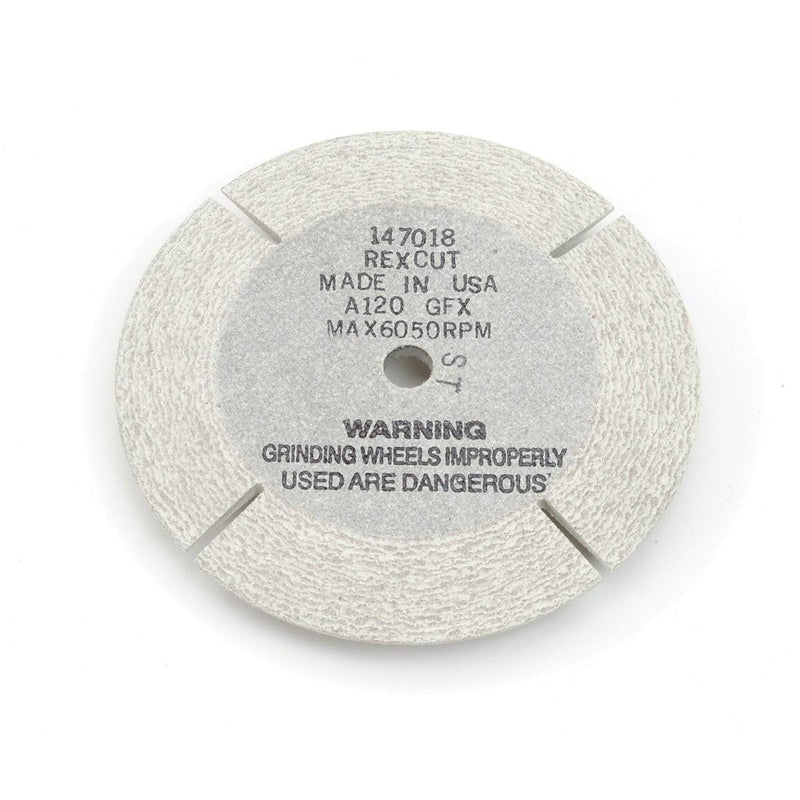 147018
REXCUT
MADE IN USA
A120 GFX
MAX6050RPM
ST
WARNING
GRINDING WHEELS IMPROPERLY
USED ARE DANGEROUS